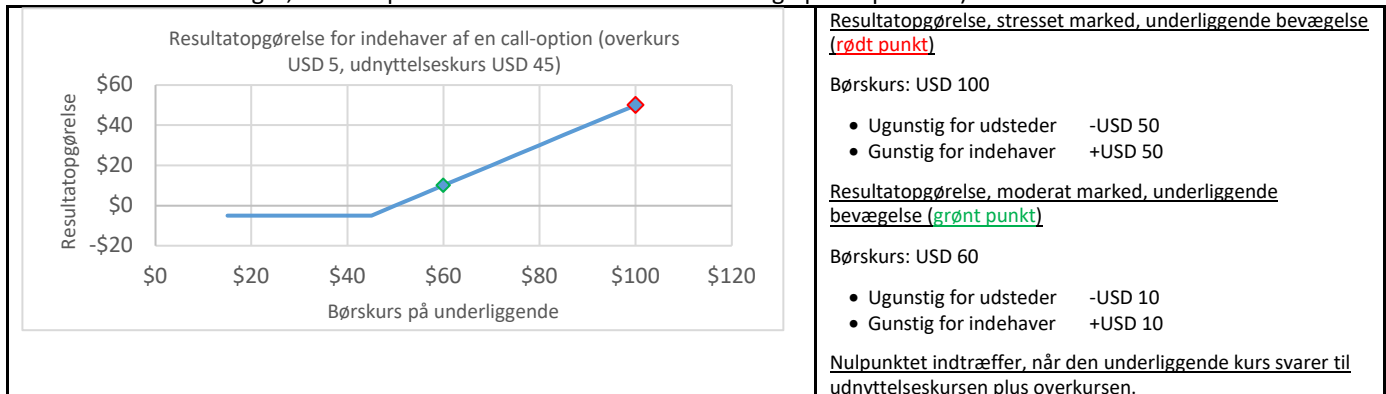 Resultatopgørelse for indehaver af en call-option (overkurs
USD 5, udnyttelseskurs USD 45)
Resultatopgørelse
$60
$40
$20
$0
-$20
$0 $20 $40 $60 $80 $100 $120
Børskurs på underliggende
Resultatopgørelse, stresset marked, underliggende bevægelse
(rødt punkt)
Børskurs: USD 100
• Ugunstig for udsteder -USD 50
• Gunstig for indehaver +USD 50
Resultatopgørelse, moderat marked, underliggende
bevægelse (grønt punkt)
Børskurs: USD 60
• Ugunstig for udsteder -USD 10
• Gunstig for indehaver +USD 10
Nulpunktet indtræffer, når den underliggende kurs svarer til
udnyttelseskursen plus overkursen.